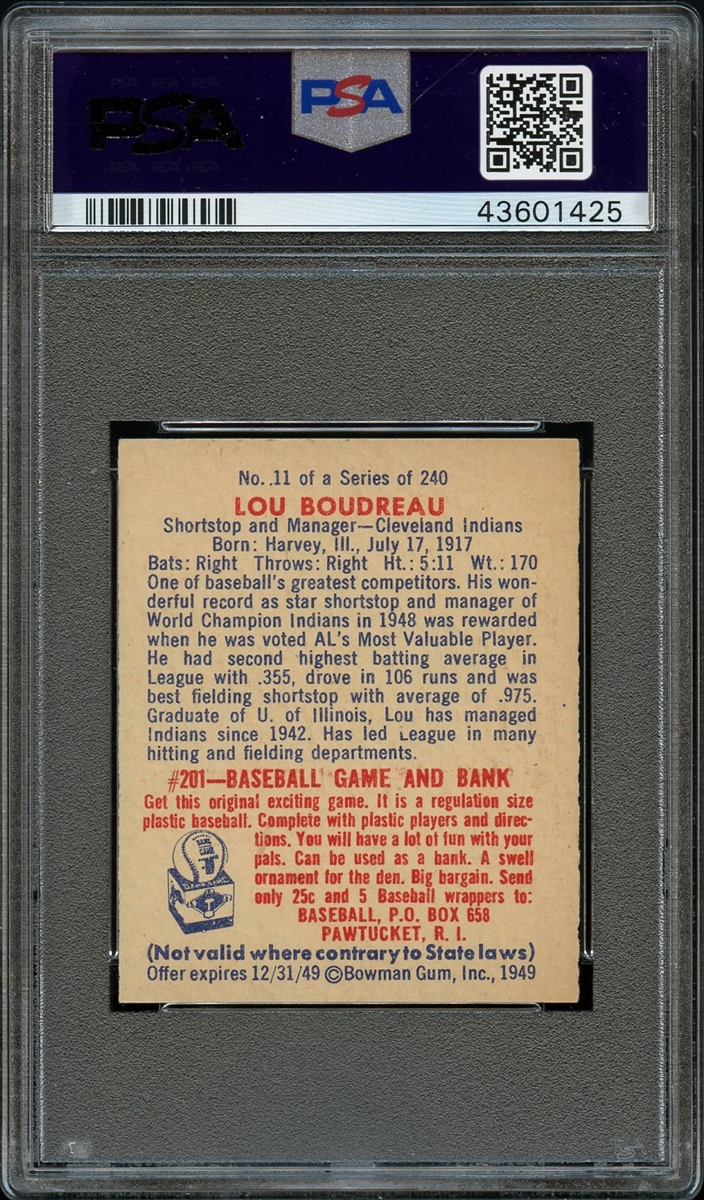 PSA PSA PSA
PSA
PSA PSA PSA
PSA
43601425
No. 11 of a Series of 240
LOU BOUDREAU
Shortstop and Manager—Cleveland Indians
Born: Harvey, Ill., July 17, 1917
Bats: Right Throws: Right Ht.: 5:11 Wt.: 170
One of baseball's greatest competitors. His won-
derful record as star shortstop and manager of
World Champion Indians in 1948 was rewarded
when he was voted AL's Most Valuable Player.
He had second highest batting average in
League with .355, drove in 106 runs and was
best fielding shortstop with average of .975.
Graduate of U. of Illinois, Lou has managed
Indians since 1942. Has led League in many
hitting and fielding departments.
#201—BASEBALL GAME AND BANK
Get this original exciting game. It is a regulation size
plastic baseball. Complete with plastic players and direc-
tions. You will have a lot of fun with your
pals. Can be used as a bank. A swell
ornament for the den. Big bargain. Send
only 25c and 5 Baseball wrappers to:
BASEBALL, P.O. BOX 658
PAWTUCKET, R. I.
(Not valid where contrary to State laws)
Offer expires 12/31/49 ©Bowman Gum, Inc., 1949